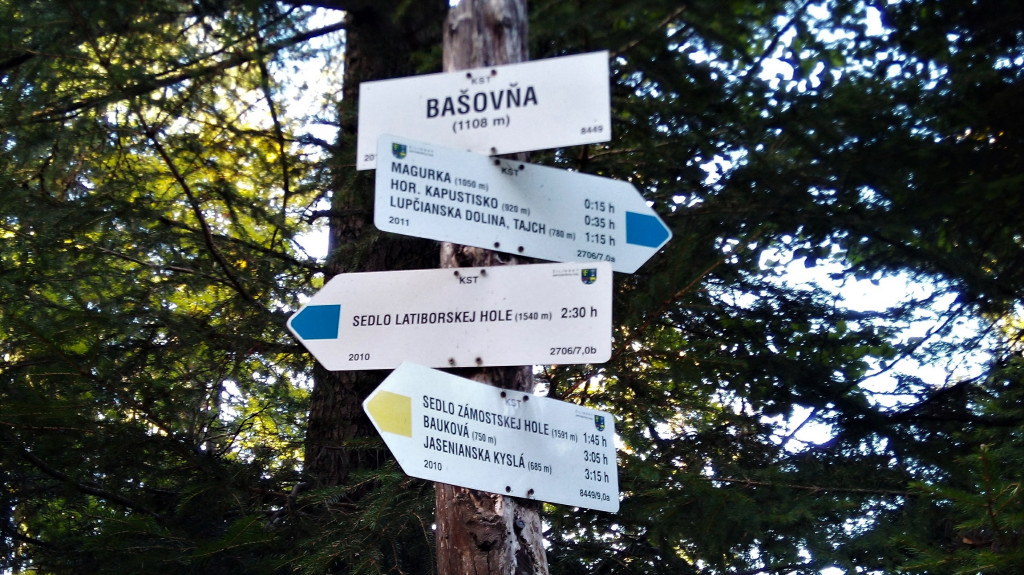 KST
BAŠOVŇA
(1108 m)
8449
KST
MAGURKA (1050 m) 0:15 h
HOR. KAPUSTISKO (920 m) 0:35 h
ĽUPČIANSKA DOLINA, TAJCH (780 m) 1:15 h
2011 2706/7,0a
KST
SEDLO LATIBORSKEJ HOLE (1540 m) 2:30 h
2010 2706/7,0b
KST
SEDLO ZÁMOSTSKEJ HOLE (1591 m) 1:45 h
BAUKOVÁ (750 m) 3:05 h
JASENIANSKA KYSLÁ (685 m) 3:15 h
2010 8449/9,0a